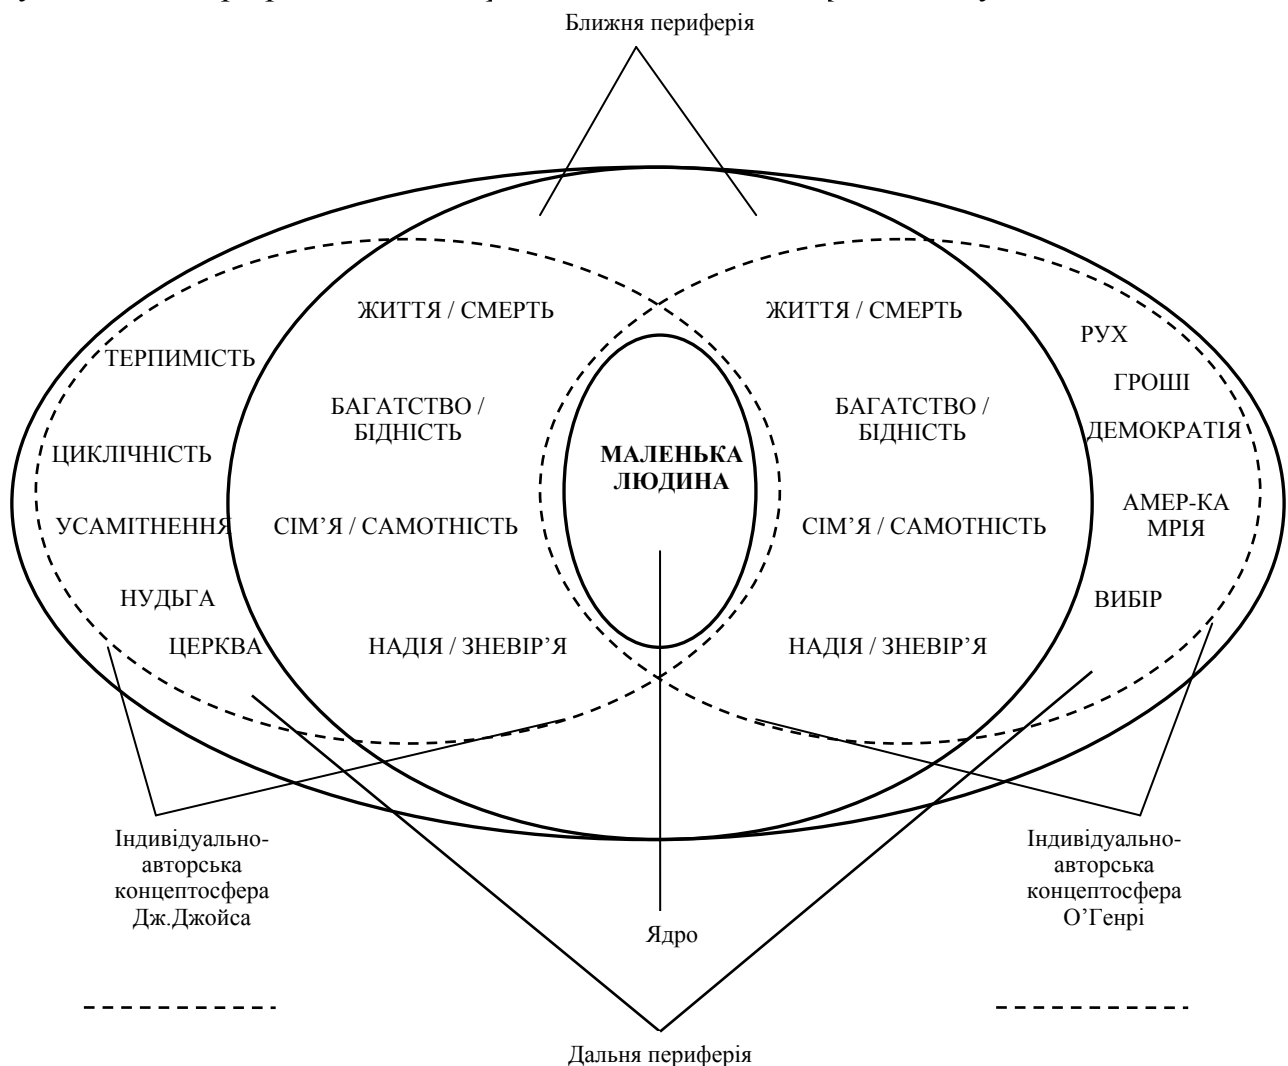 Ближня периферія
ЖИТТЯ / СМЕРТЬ
ЖИТТЯ / СМЕРТЬ
РУХ
ТЕРПИМІСТЬ
ГРОШІ
БАГАТСТВО /
БІДНІСТЬ
БАГАТСТВО /
БІДНІСТЬ
ДЕМОКРАТІЯ
ЦИКЛІЧНІСТЬ
МАЛЕНЬКА
ЛЮДИНА
АМЕР-КА
МРІЯ
УСАМІТНЕННЯ
СІМ’Я / САМОТНІСТЬ
СІМ’Я / САМОТНІСТЬ
НУДЬГА
ВИБІР
ЦЕРКВА
НАДІЯ / ЗНЕВІР’Я
НАДІЯ / ЗНЕВІР’Я
Індивідуально-
авторська
концептосфера
Дж.Джойса
Індивідуально-
авторська
концептосфера
О’Генрі
Ядро
Дальня периферія